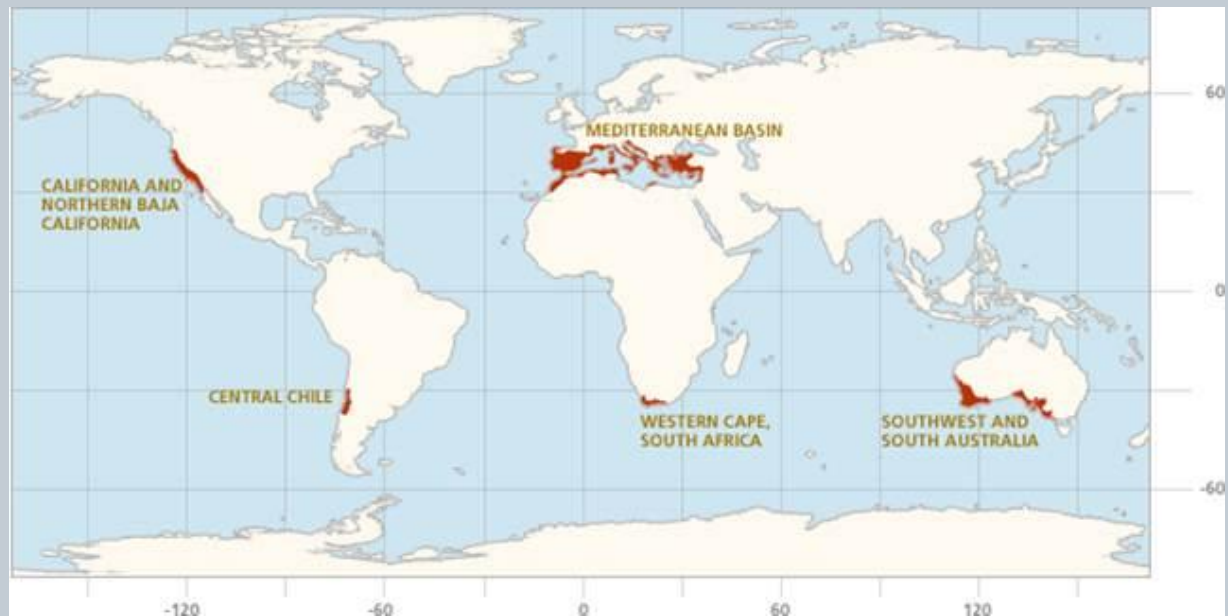 MEDITERRANEAN BASIN
CALIFORNIA AND
NORTHERN BAJA
CALIFORNIA
CENTRAL CHILE
WESTERN CAPE,
SOUTH AFRICA
SOUTHWEST AND
SOUTH AUSTRALIA
60
0
-60
-120
-60
0
60
120